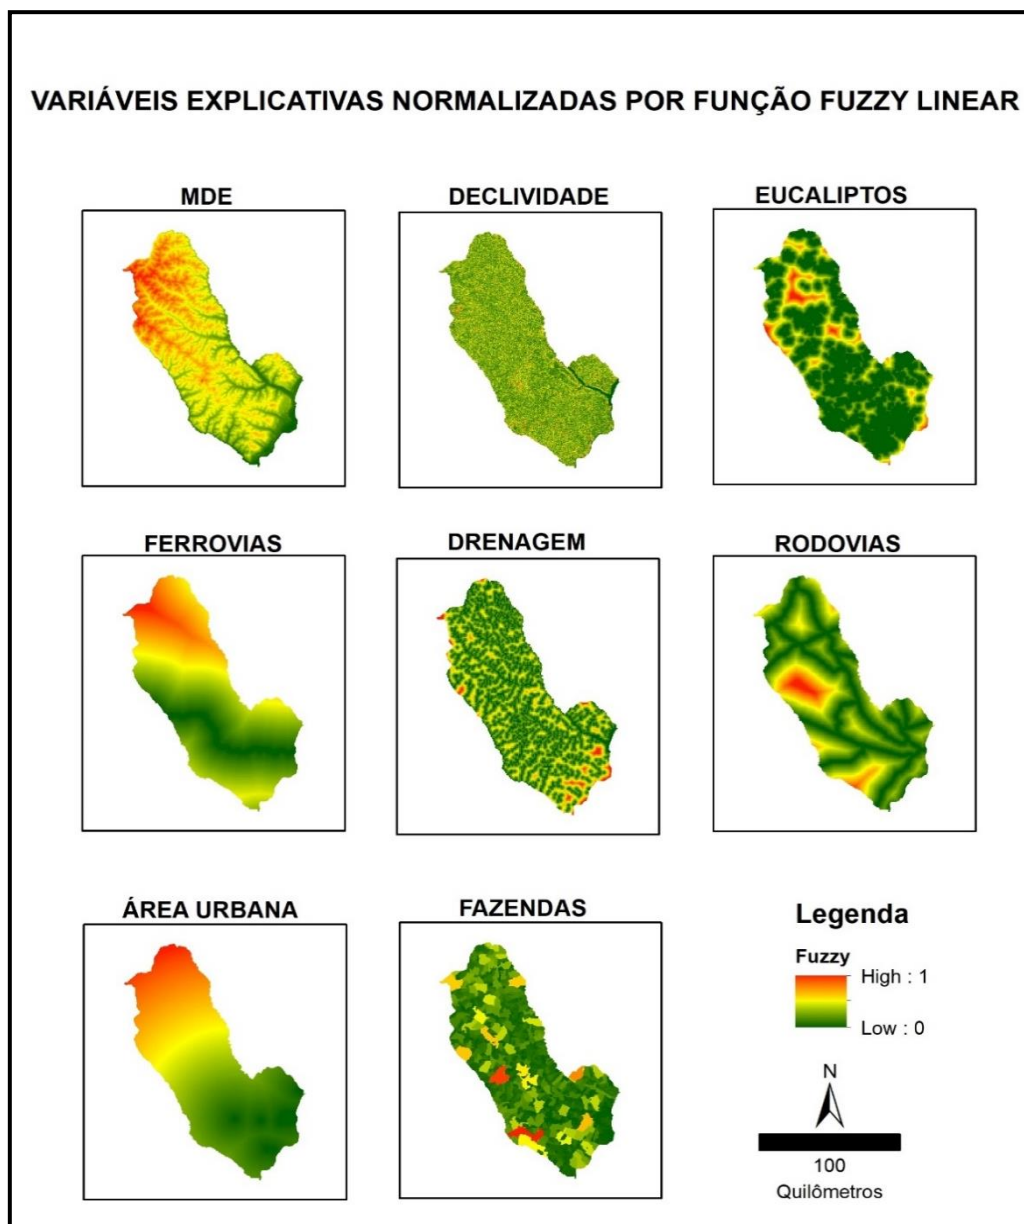 VARIÁVEIS EXPLICATIVAS NORMALIZADAS POR FUNÇÃO FUZZY LINEAR
MDE
DECLIVIDADE
EUCALIPTOS
FERROVIAS
DRENAGEM
RODOVIAS
ÁREA URBANA
FAZENDAS
Legenda
Fuzzy
High : 1
Low : 0
N
100
Quilômetros